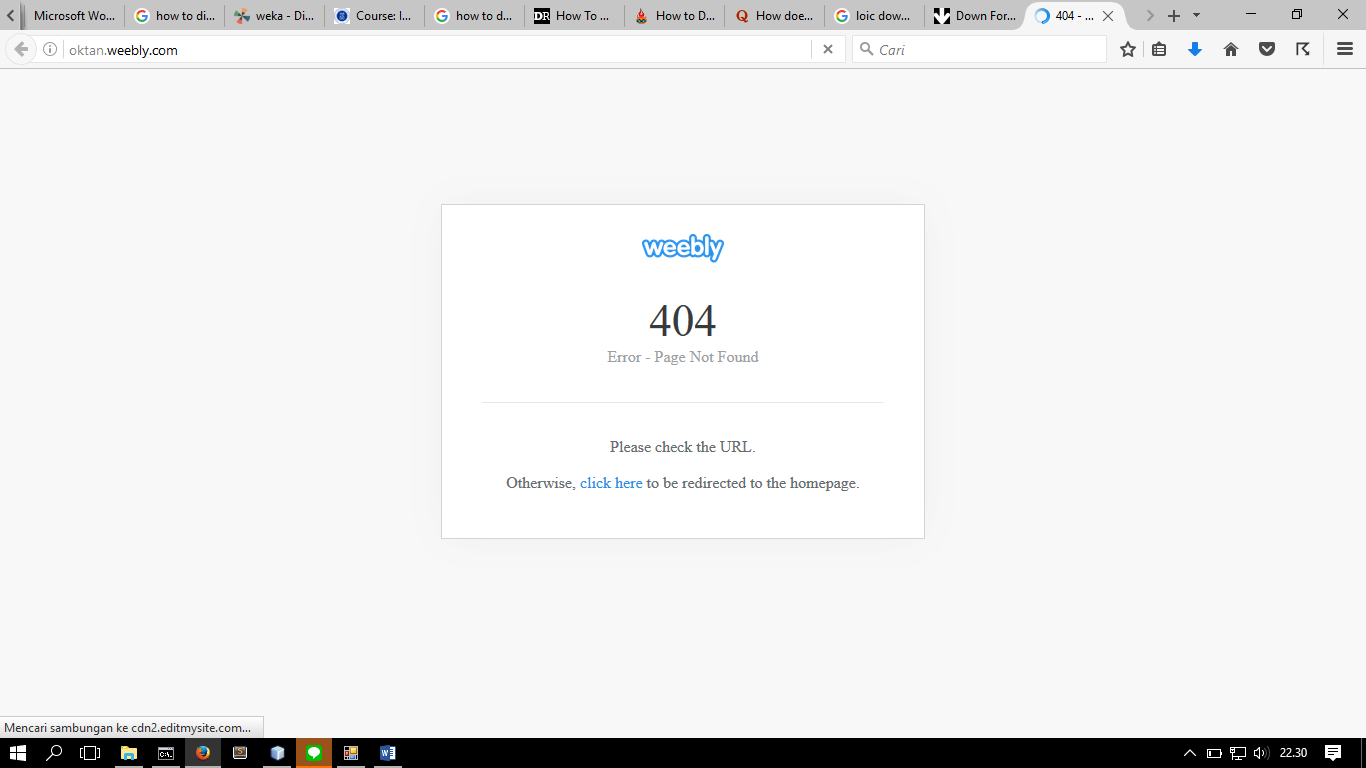 Microsoft Wo...
how to di...
weka - Di...
Course: I...
how to d...
DR How To ...
How to D...
Q How doe...
loic dow...
Down For...
404 - ...
oktan.weebly.com
Cari
weebly
404
Error - Page Not Found
Please check the URL.
Otherwise, click here to be redirected to the homepage.
Mencari sambungan ke cdn2.editmysite.com...
22.30